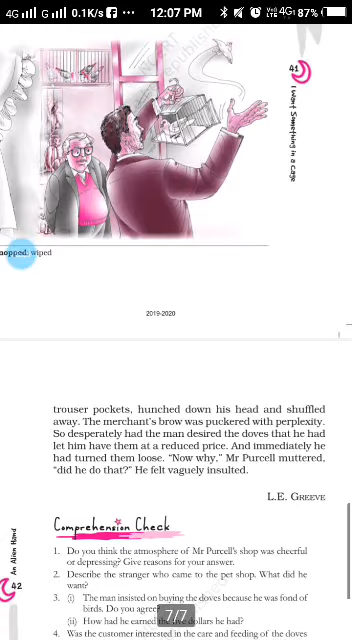 4G 0.1K/s 12:07 PM 4G 87%
41
I Want Something in a Cage
mopped: wiped
2019-2020
trouser pockets, hunched down his head and shuffled
away. The merchant's brow was puckered with perplexity.
So desperately had the man desired the doves that he had
let him have them at a reduced price. And immediately he
had turned them loose. “Now why,” Mr Purcell muttered,
“did he do that?” He felt vaguely insulted.
L.E. GREEVE
Comprehension Check
An Alien Hand
42
1. Do you think the atmosphere of Mr Purcell's shop was cheerful
or depressing? Give reasons for your answer.
2. Describe the stranger who came to the pet shop. What did he
want?
3. (i) The man insisted on buying the doves because he was fond of
birds. Do you agree?
7/7
(ii) How had he earned the five dollars he had?
4. Was the customer interested in the care and feeding of the doves